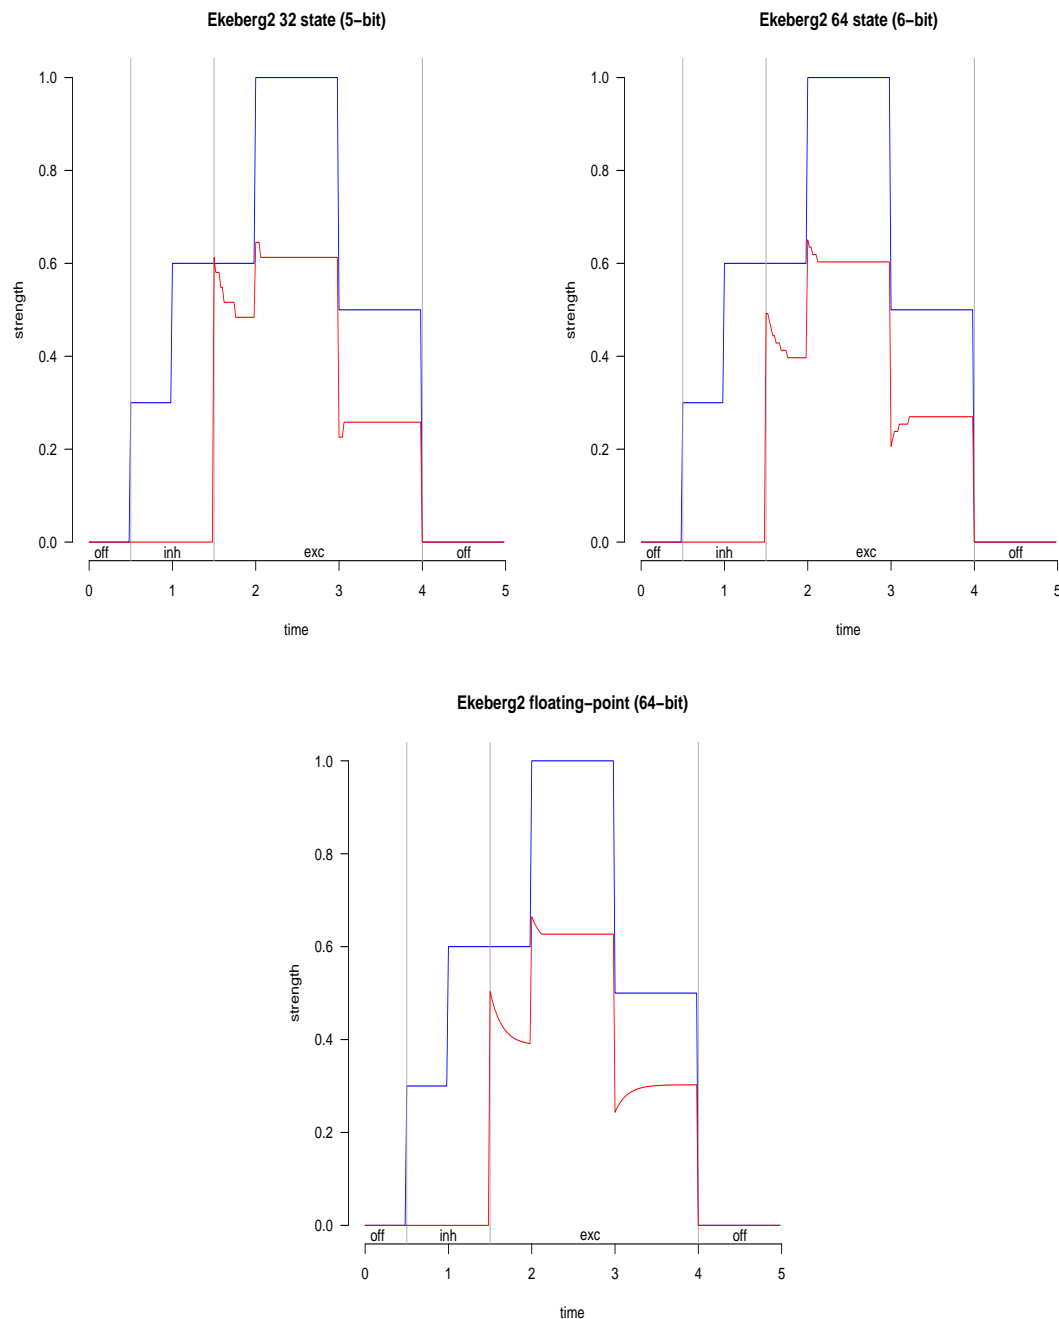 Ekeberg2 32 state (5−bit)
strength
1.0
0.8
0.6
0.4
0.2
0.0
off inh exc off
0 1 2 3 4 5
time
Ekeberg2 64 state (6−bit)
strength
1.0
0.8
0.6
0.4
0.2
0.0
off inh exc off
0 1 2 3 4 5
time
Ekeberg2 floating−point (64−bit)
strength
1.0
0.8
0.6
0.4
0.2
0.0
off inh exc off
0 1 2 3 4 5
time